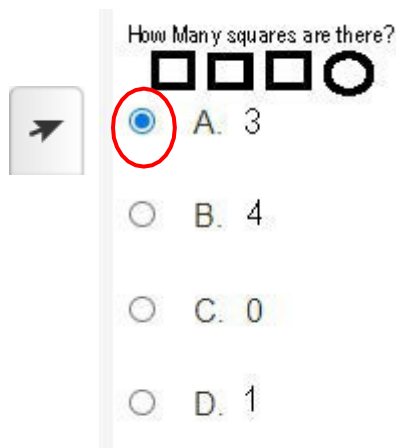 How Many squares are there?
A. 3
B. 4
C. 0
D. 1